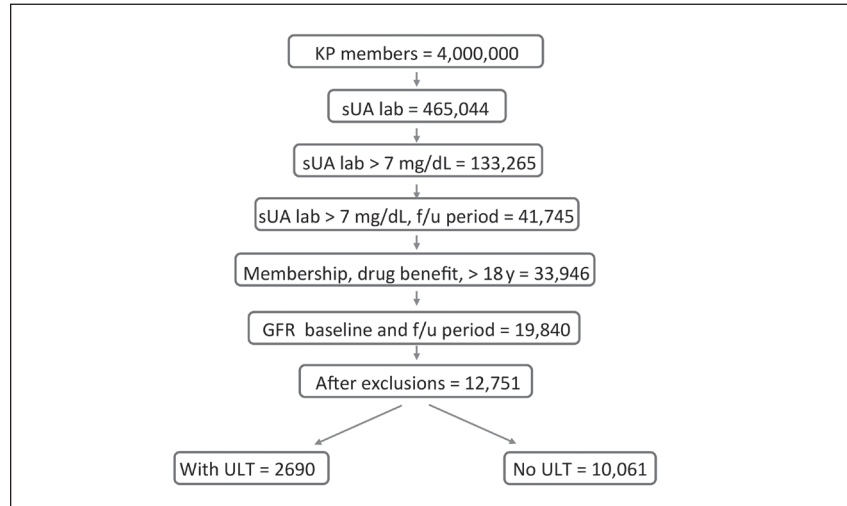 KP members = 4,000,000
sUA lab = 465,044
sUA lab > 7 mg/dL = 133,265
sUA lab > 7 mg/dL, f/u period = 41,745
Membership, drug benefit, > 18 y = 33,946
GFR baseline and f/u period = 19,840
After exclusions = 12,751
With ULT = 2690
No ULT = 10,061